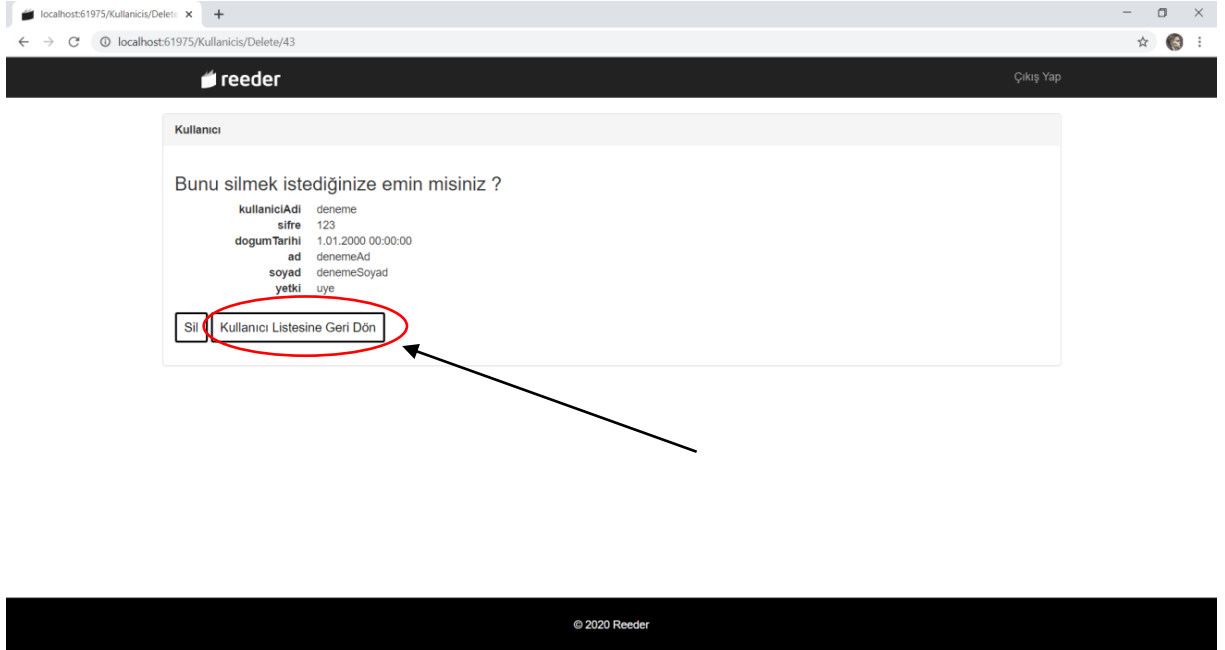 localhost:61975/Kullanicis/Delete
localhost:61975/Kullanicis/Delete/43
reeder
Çıkış Yap
Kullanıcı
Bunu silmek istediğinize emin misiniz ?
kullaniciAdi deneme
sifre 123
dogumTarihi 1.01.2000 00:00:00
ad denemeAd
soyad denemeSoyad
yetki uye
Sil Kullanıcı Listesine Geri Dön
© 2020 Reeder